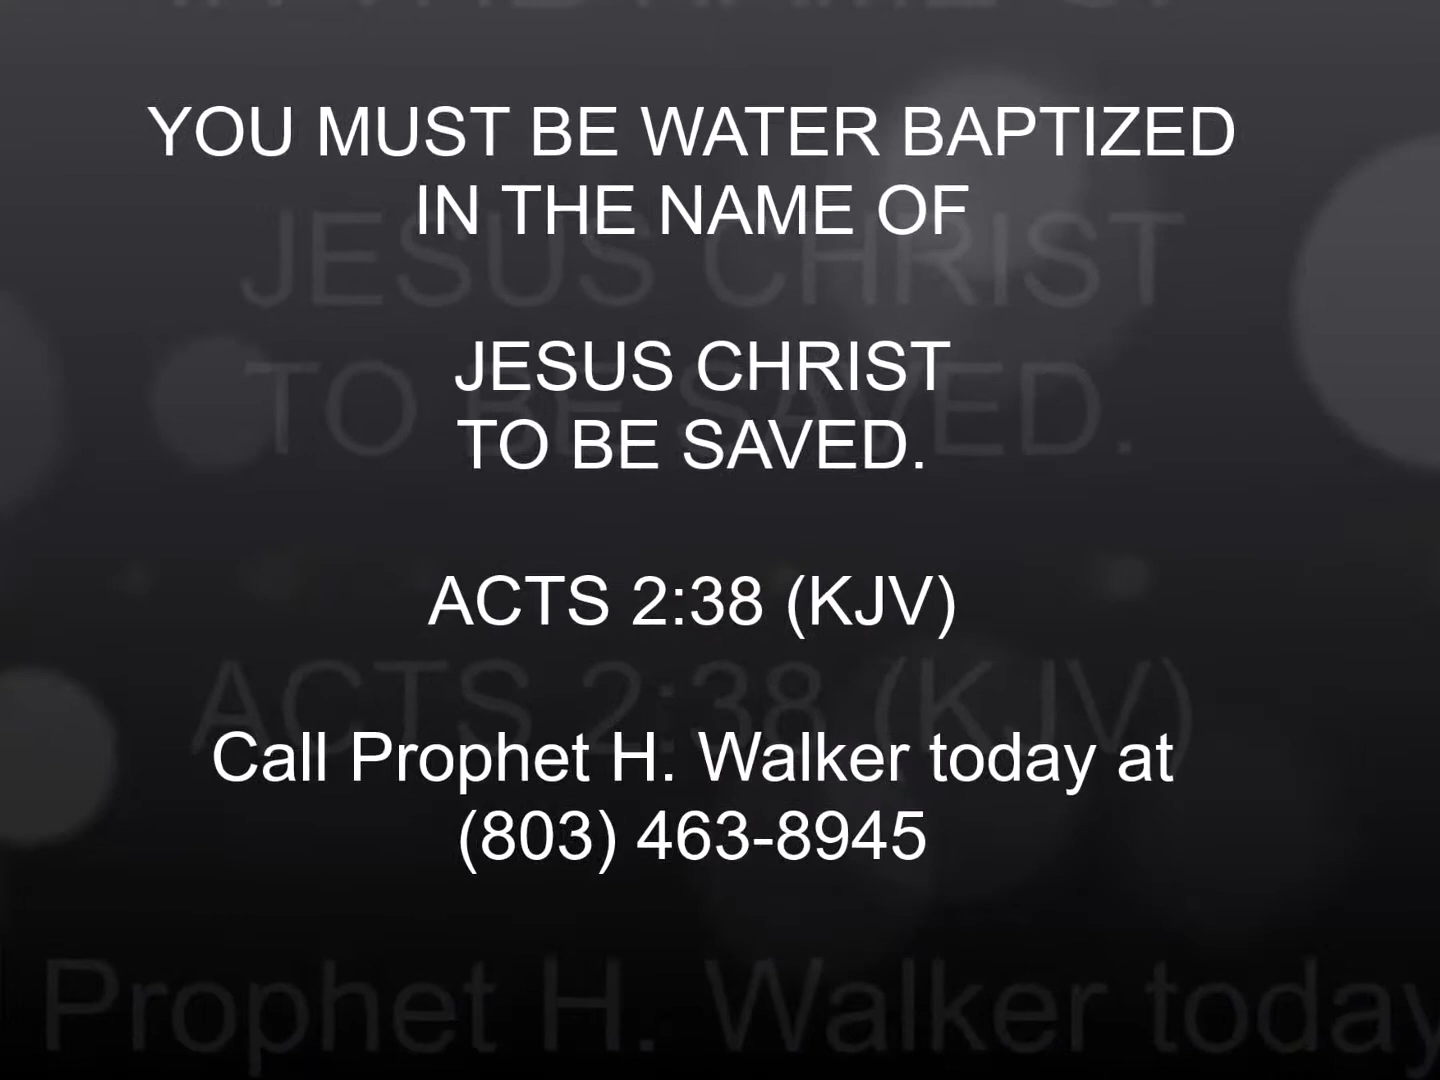 YOU MUST BE WATER BAPTIZED
IN THE NAME OF
JESUS CHRIST
TO BE SAVED.
ACTS 2:38 (KJV)
Call Prophet H. Walker today at
(803) 463-8945